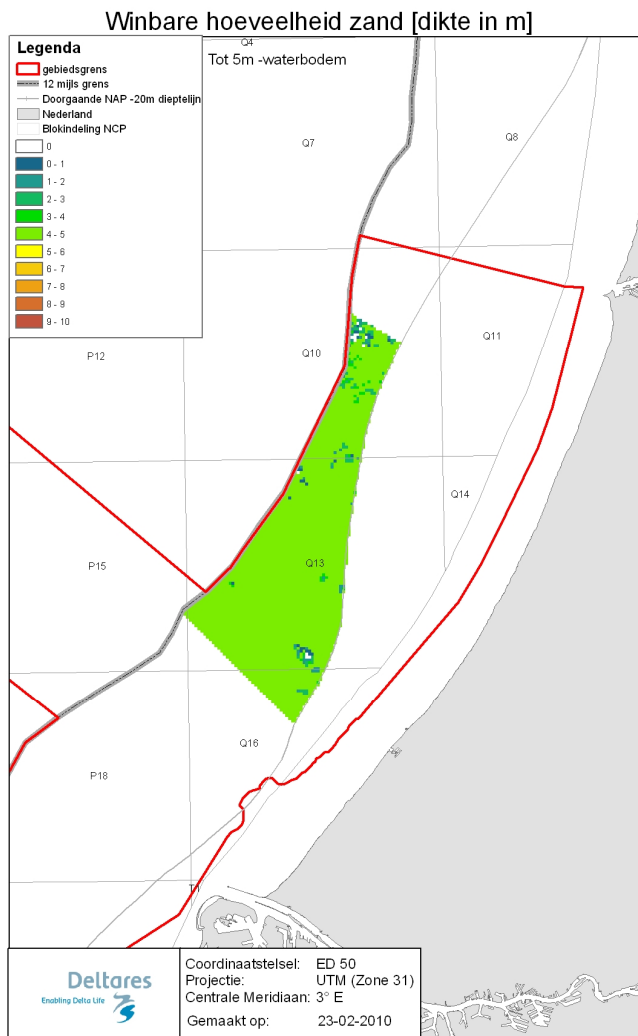 Winbare hoeveelheid zand [dikte in m]
Legenda
gebiedsgrens
12 mijls grens
Doorgaande NAP -20m dieptelijn
Nederland
Blokindeling NCP
0
0 - 1
1 - 2
2 - 3
3 - 4
4 - 5
5 - 6
6 - 7
7 - 8
8 - 9
9 - 10
Q4
Tot 5m -waterbodem
Q7
Q8
P12
Q10
Q11
Q14
P15
Q13
Q16
P18
T1
Deltares
Enabling Delta Life
Coordinaatstelsel: ED 50
Projectie: UTM (Zone 31)
Centrale Meridiaan: 3° E
Gemaakt op: 23-02-2010